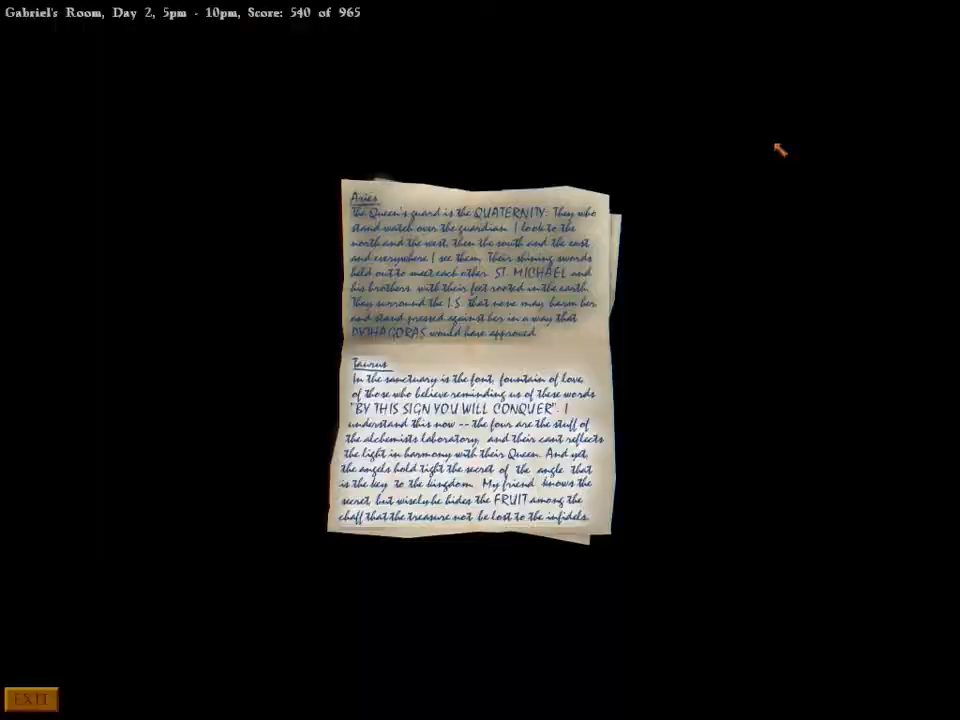 Gabriel's Room, Day 2, 5pm - 10pm, Score: 540 of 965
Aries
The Queen's guard is the QUATERNITY. They who
stand watch over the guardian. I look to the
north and the west, then the south and the east
and everywhere I see them. Their shining swords
held out to meet each other. ST. MICHAEL and
his brothers with their feet rooted in the earth.
They surround the I.S. that none may harm her,
and stand pressed against her in a way that
PYTHAGORAS would have approved.
Taurus
In the sanctuary is the font, fountain of love,
of those who believe reminding us of these words
"BY THIS SIGN YOU WILL CONQUER". I
understand this now -- the four are the stuff of
the alchemists laboratory, and their cant reflects
the light in harmony with their Queen. And yet,
the angels hold tight the secret of the angle that
is the key to the kingdom. My friend knows the
secret, but wisely he hides the FRUIT among the
chaff that the treasure not be lost to the infidels.
EXIT